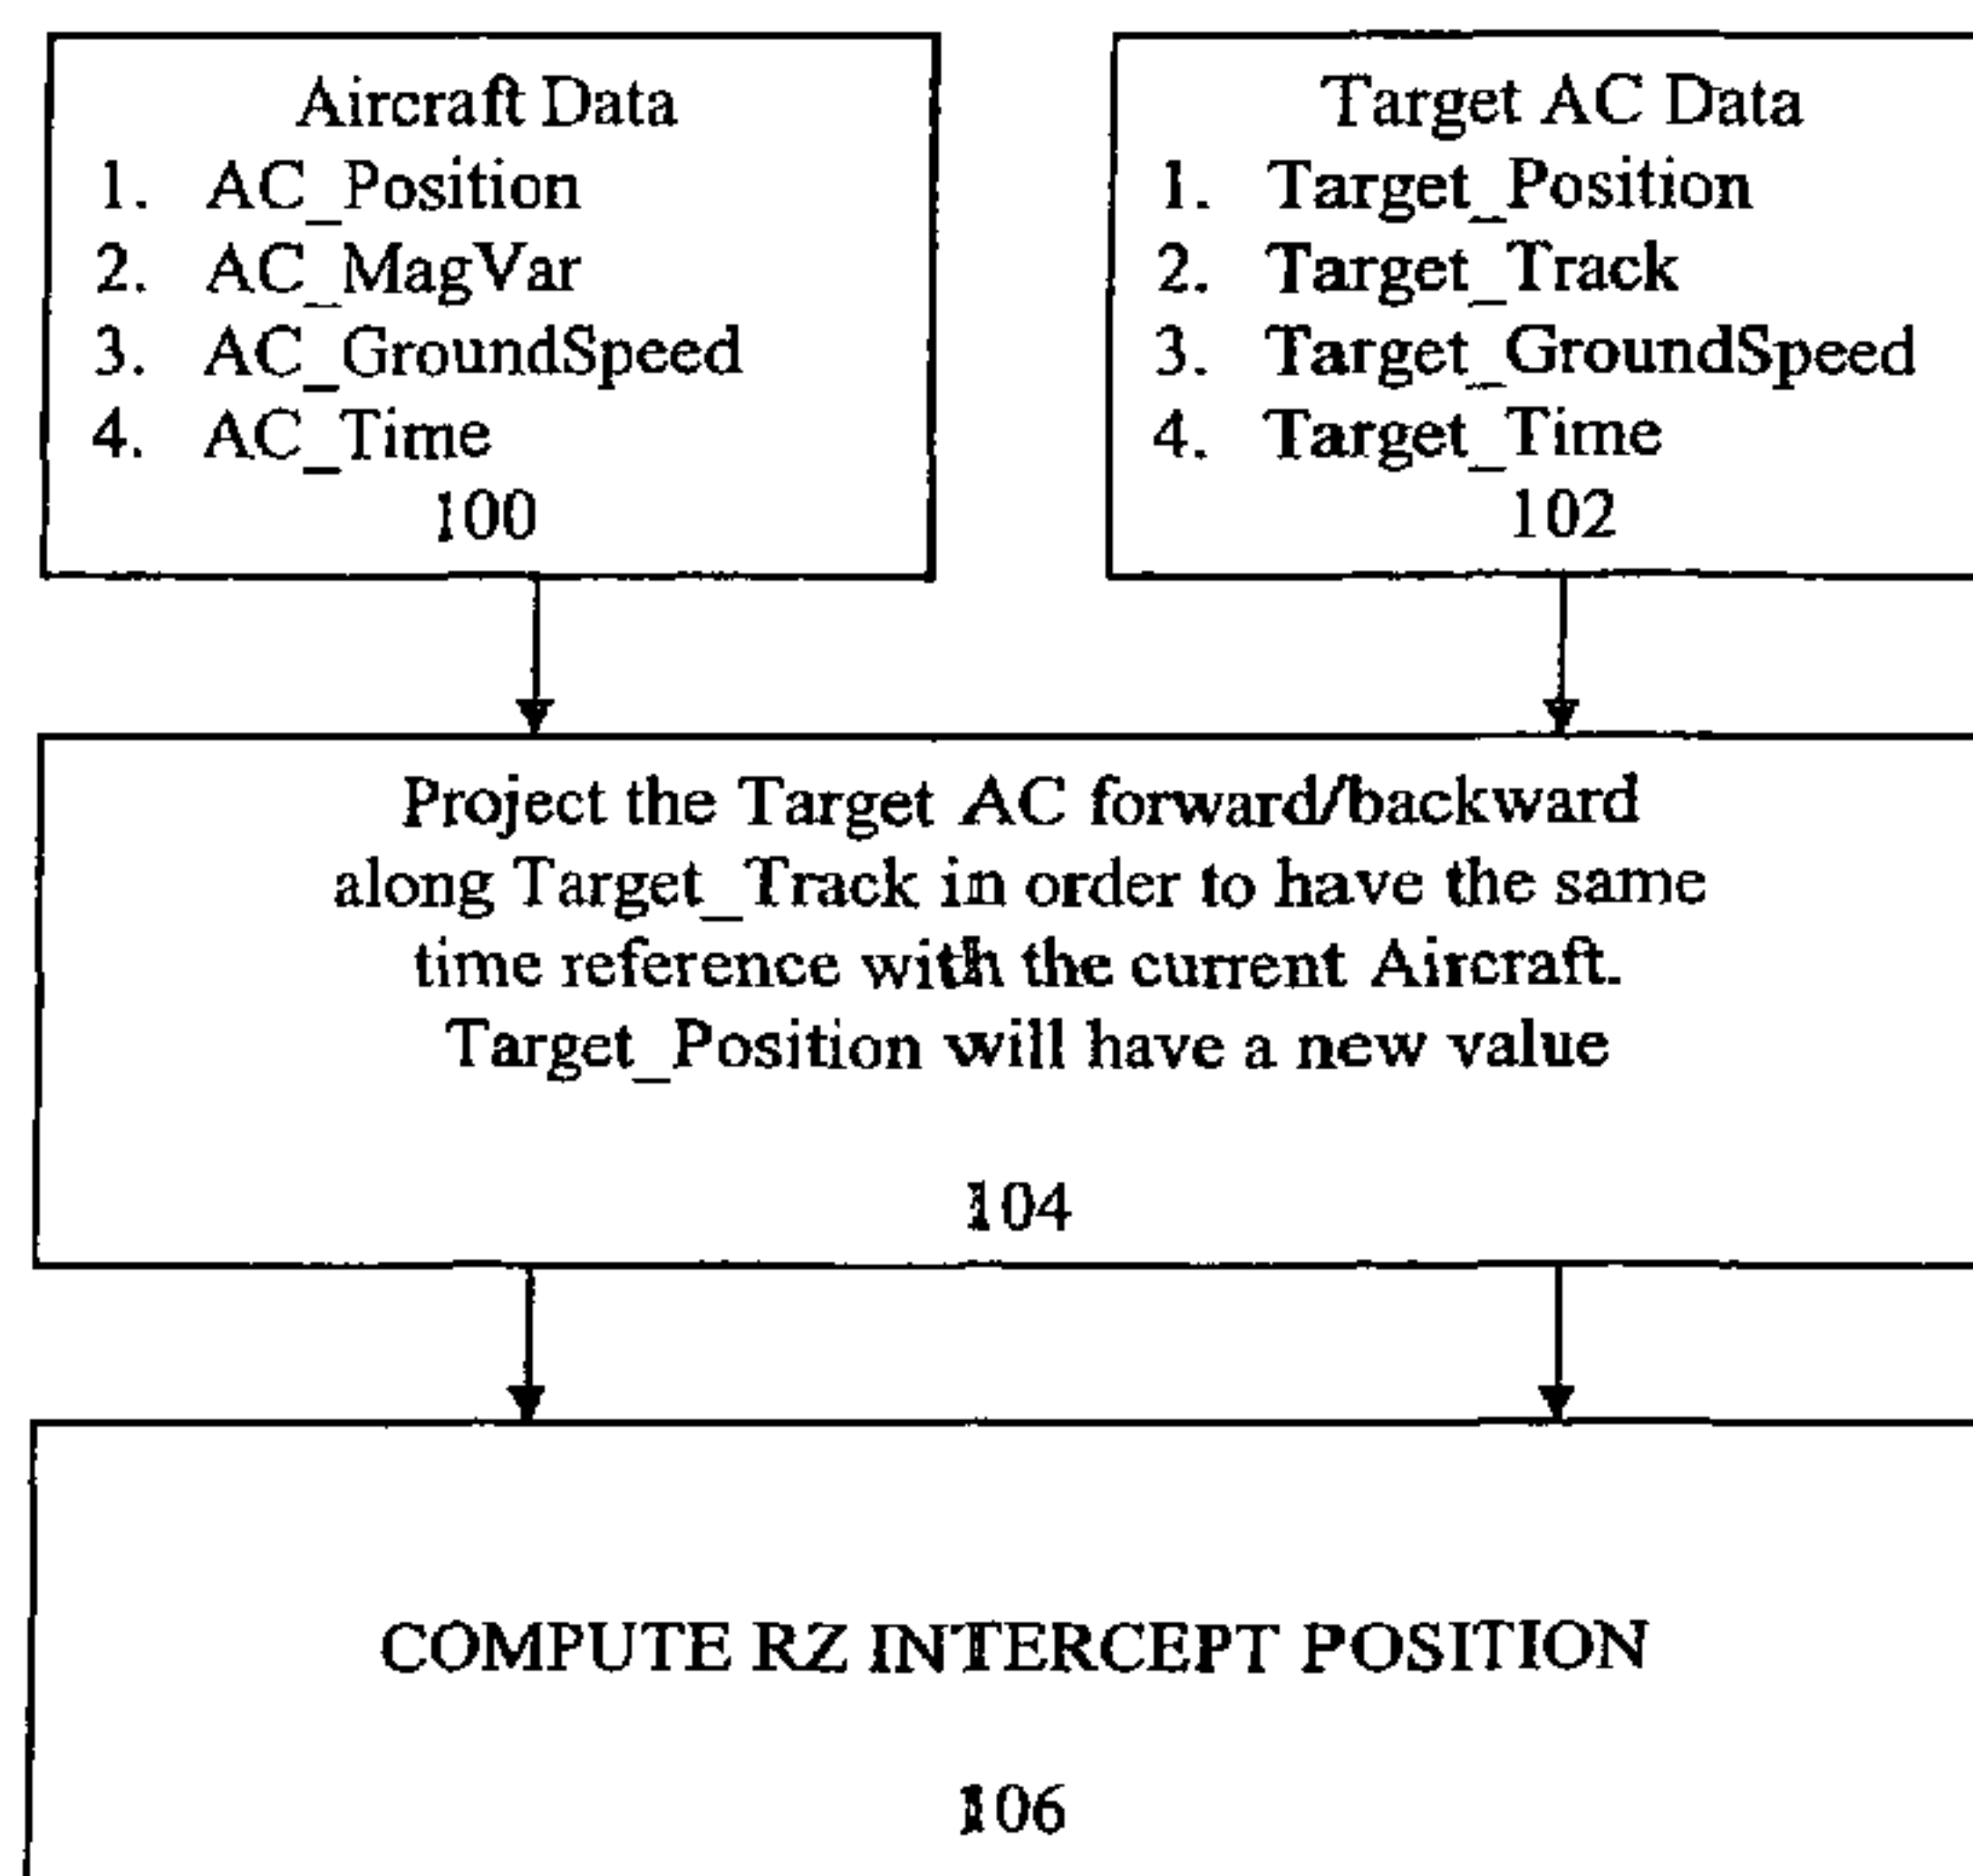 Aircraft Data
1. AC_Position
2. AC_MagVar
3. AC_GroundSpeed
4. AC_Time
100
Target AC Data
1. Target_Position
2. Target_Track
3. Target_GroundSpeed
4. Target_Time
102
Project the Target AC forward/backward
along Target_Track in order to have the same
time reference with the current Aircraft.
Target_Position will have a new value
104
COMPUTE RZ INTERCEPT POSITION
106